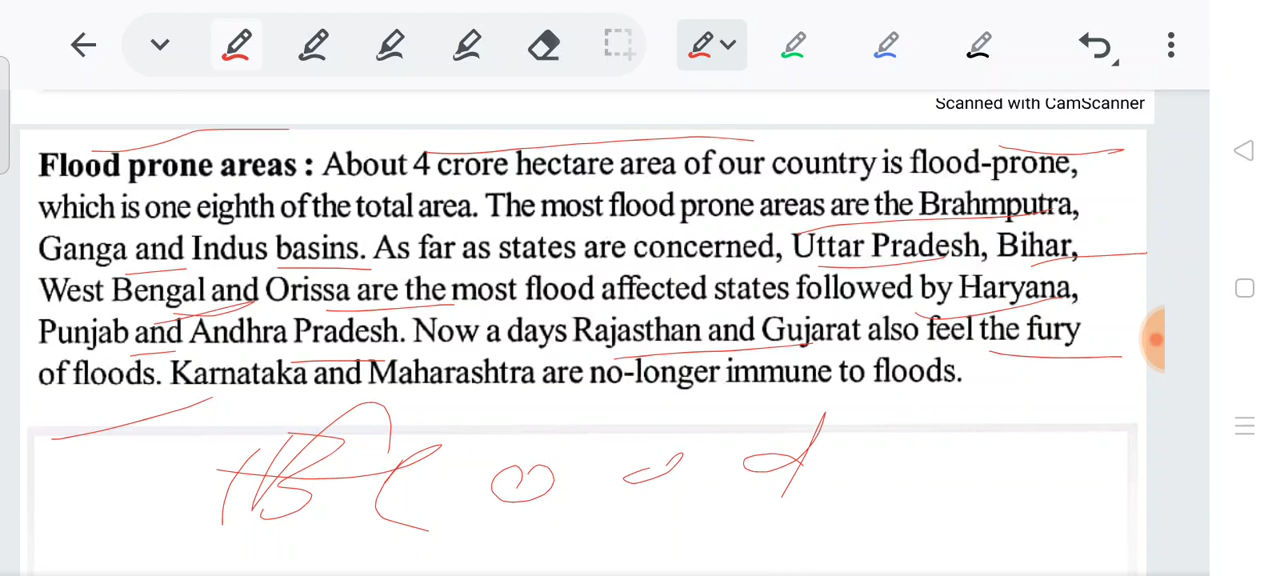 Scanned with CamScanner
Flood prone areas : About 4 crore hectare area of our country is flood-prone,
which is one eighth of the total area. The most flood prone areas are the Brahmputra,
Ganga and Indus basins. As far as states are concerned, Uttar Pradesh, Bihar,
West Bengal and Orissa are the most flood affected states followed by Haryana,
Punjab and Andhra Pradesh. Now a days Rajasthan and Gujarat also feel the fury
of floods. Karnataka and Maharashtra are no-longer immune to floods.